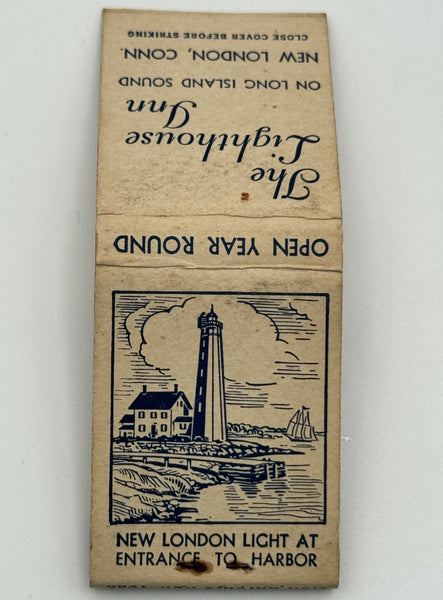 The
Lighthouse
Inn
ON LONG ISLAND SOUND
NEW LONDON, CONN.
CLOSE COVER BEFORE STRIKING
OPEN YEAR ROUND
NEW LONDON LIGHT AT
ENTRANCE TO HARBOR